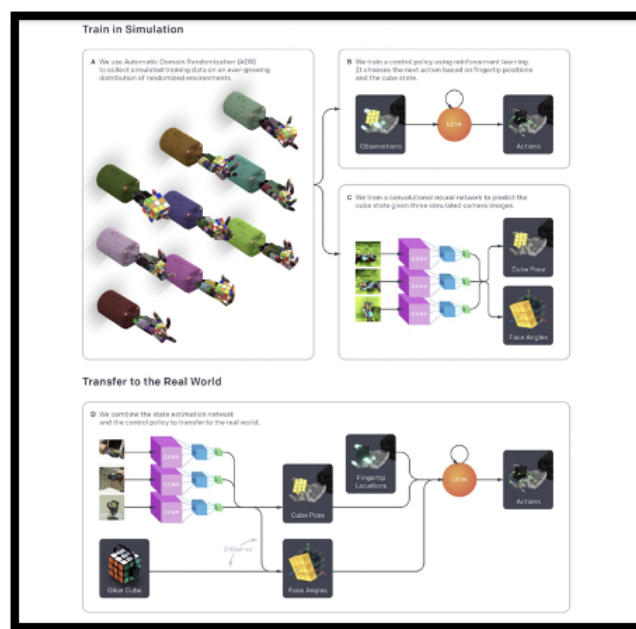 Train in Simulation
A We use Automatic Domain Randomization (ADR)
to collect simulated training data on an ever-growing
distribution of randomized environments.
B We train a control policy using reinforcement learning.
It chooses the next action based on fingertip positions
and the cube state.
Observations
LSTM
Actions
C We train a convolutional neural network to predict the
cube state given three simulated camera images.
CONV
CONV
CONV
Cube Pose
Face Angles
Transfer to the Real World
D We combine the state estimation network
and the control policy to transfer to the real world.
CONV
CONV
CONV
Cube Pose
Fingertip
Locations
LSTM
Actions
Either/or
Giiker Cube
Face Angles